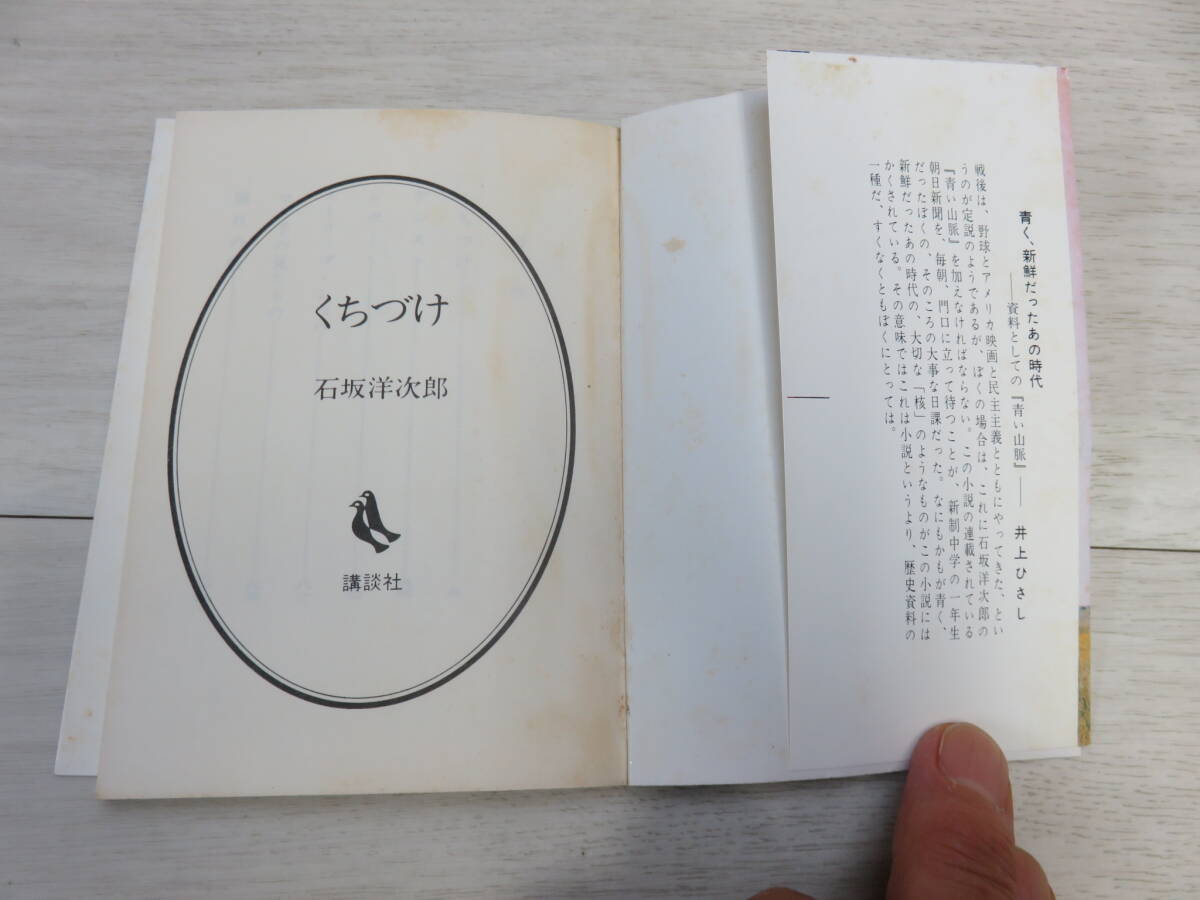 青く、新鮮だったあの時代
――資料としての『青い山脈』―― 井上ひさし
戦後は、野球とアメリカ映画と民主主義とともにやってきた、とい
うのが定説のようであるが、ぼくの場合は、これに石坂洋次郎の
『青い山脈』を加えなければならない。この小説の連載されている
朝日新聞を、毎朝、門口に立って待つことが、新制中学の一年生
だったぼくの、そのころの大事な日課だった。なにもかもが青く、
新鮮だったあの時代の、大切な「核」のようなものがこの小説には
かくされている。その意味ではこれは小説というより、歴史資料の
一種だ、すくなくともぼくにとっては。
くちづけ
石坂洋次郎
講談社